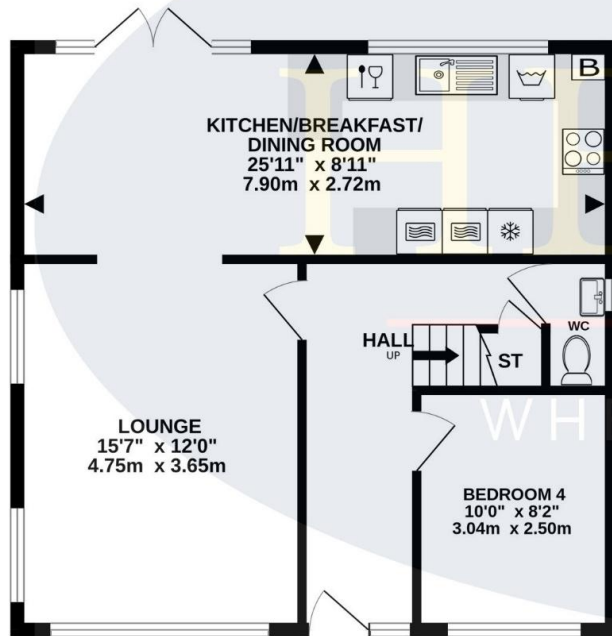 B
KITCHEN/BREAKFAST/
DINING ROOM
25'11" x 8'11"
7.90m x 2.72m
WC
HALL
UP
ST
LOUNGE
15'7" x 12'0"
4.75m x 3.65m
WH
BEDROOM 4
10'0" x 8'2"
3.04m x 2.50m